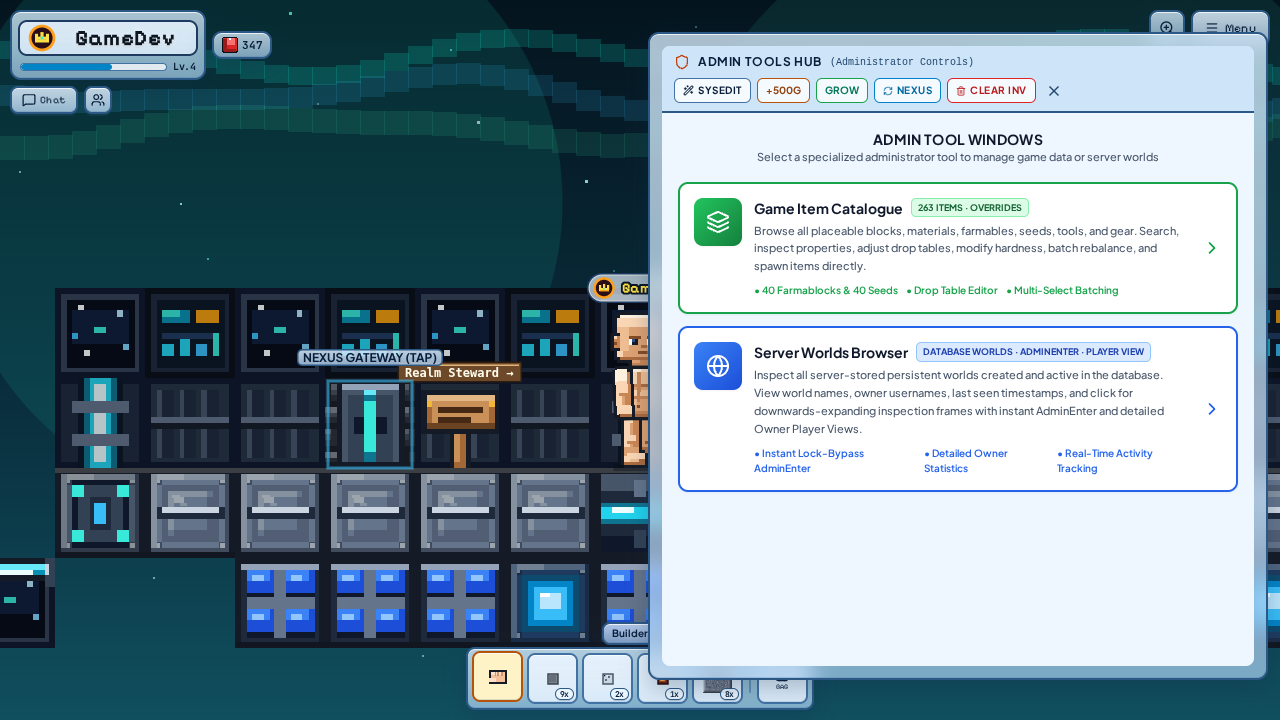 GameDev
Lv.4
347
Chat
Menu
ADMIN TOOLS HUB (Administrator Controls)
SYSEDIT
+500G
GROW
NEXUS
CLEAR INV
ADMIN TOOL WINDOWS
Select a specialized administrator tool to manage game data or server worlds
Game Item Catalogue
263 ITEMS · OVERRIDES
Browse all placeable blocks, materials, farmables, seeds, tools, and gear. Search,
inspect properties, adjust drop tables, modify hardness, batch rebalance, and
spawn items directly.
• 40 Farmablocks & 40 Seeds • Drop Table Editor • Multi-Select Batching
Server Worlds Browser
DATABASE WORLDS · ADMINENTER · PLAYER VIEW
Inspect all server-stored persistent worlds created and active in the database.
View world names, owner usernames, last seen timestamps, and click for
downwards-expanding inspection frames with instant AdminEnter and detailed
Owner Player Views.
• Instant Lock-Bypass
AdminEnter
• Detailed Owner
Statistics
• Real-Time Activity
Tracking
Gam
NEXUS GATEWAY (TAP)
Realm Steward →
Builder
9x
2x
1x
8x